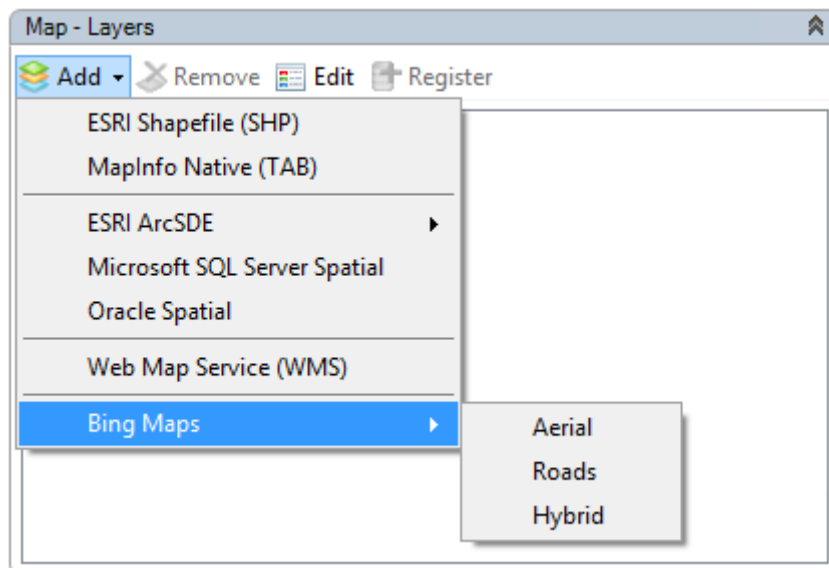 Map - Layers
Add Remove Edit Register
ESRI Shapefile (SHP)
MapInfo Native (TAB)
ESRI ArcSDE
Microsoft SQL Server Spatial
Oracle Spatial
Web Map Service (WMS)
Bing Maps
Aerial
Roads
Hybrid